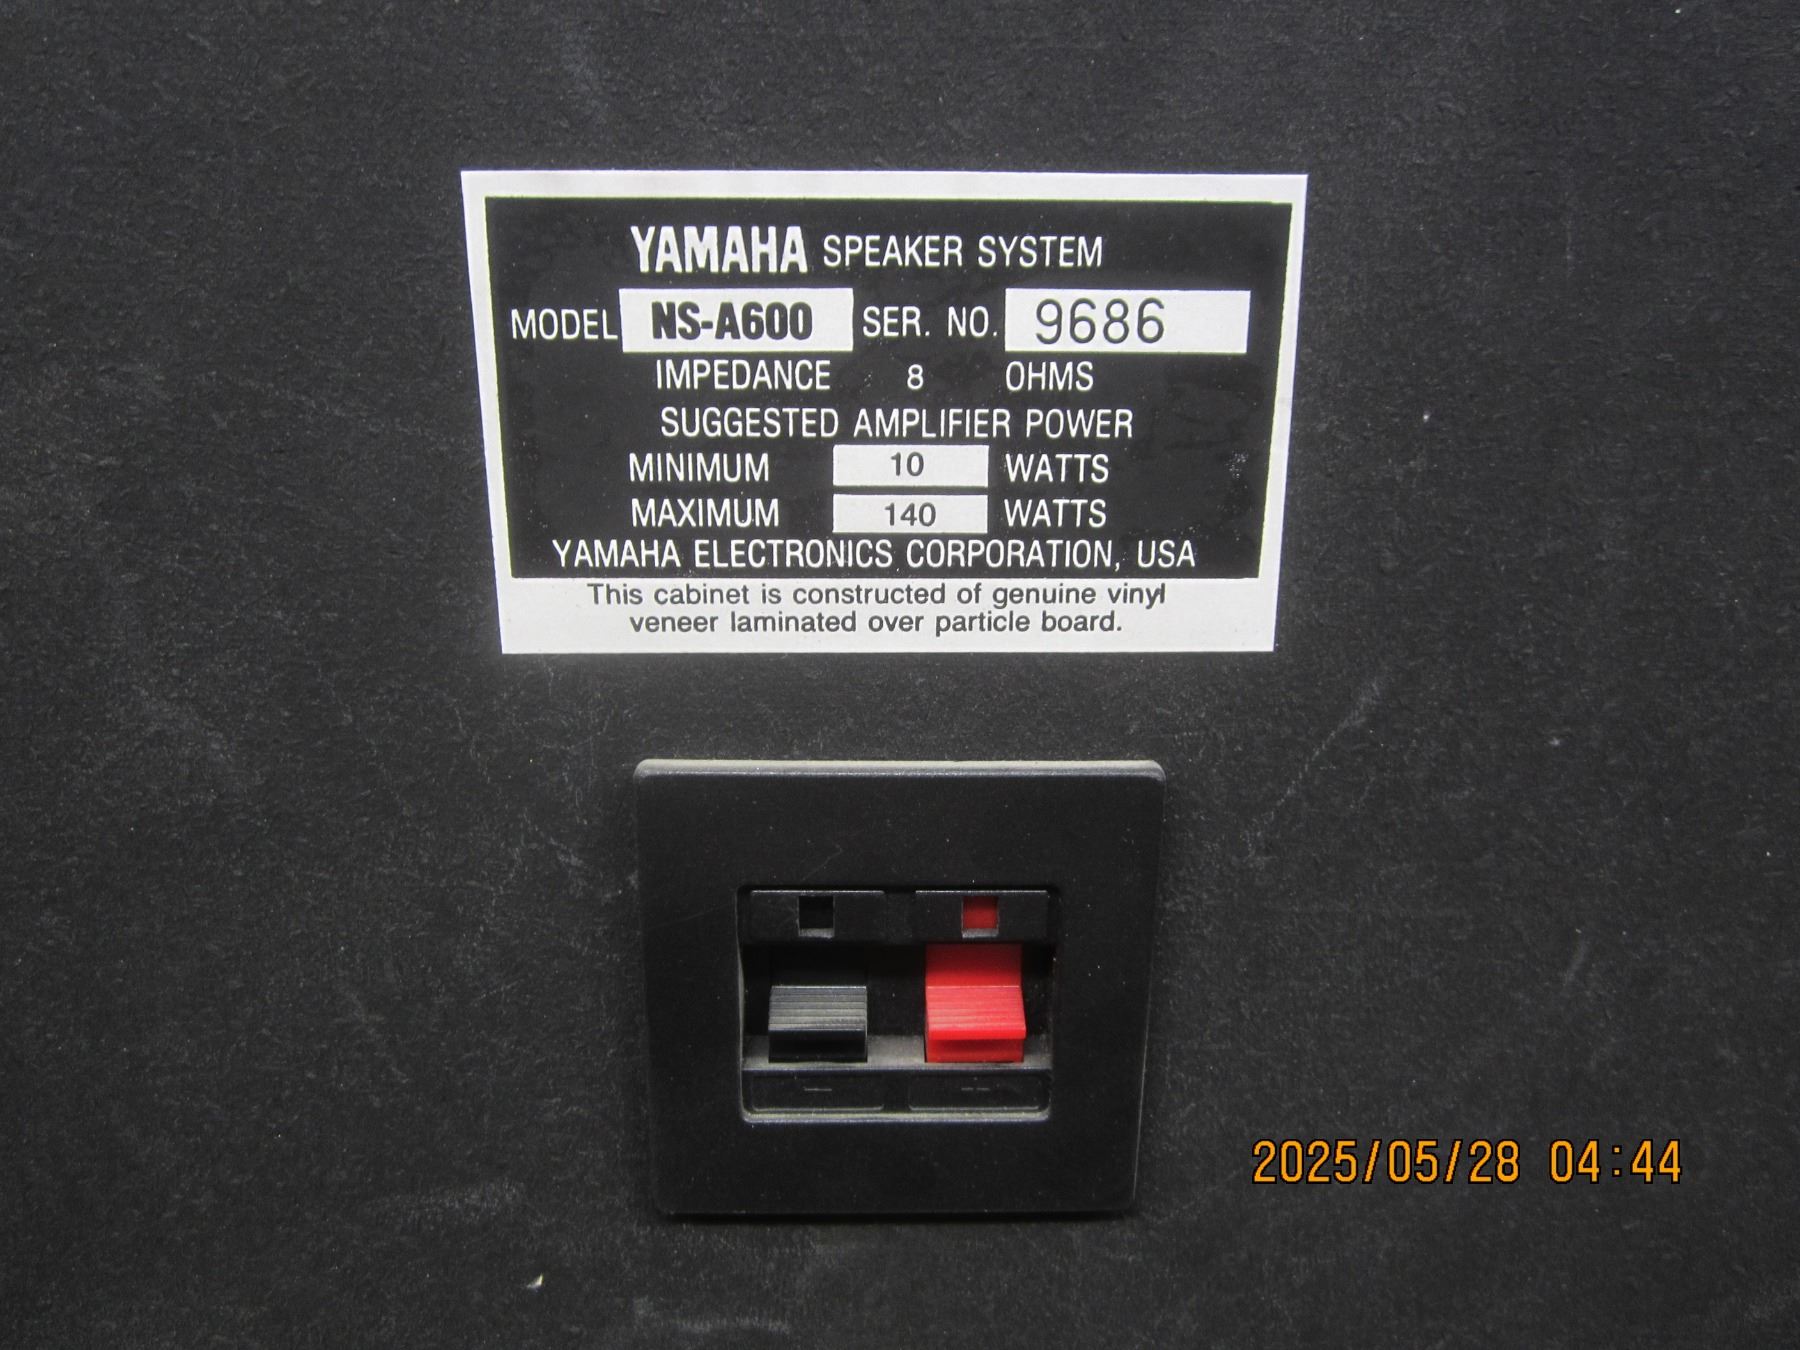 YAMAHA SPEAKER SYSTEM
MODEL NS-A600 SER. NO. 9686
IMPEDANCE 8 OHMS
SUGGESTED AMPLIFIER POWER
MINIMUM 10 WATTS
MAXIMUM 140 WATTS
YAMAHA ELECTRONICS CORPORATION, USA
This cabinet is constructed of genuine vinyl
veneer laminated over particle board.
2025/05/28 04:44